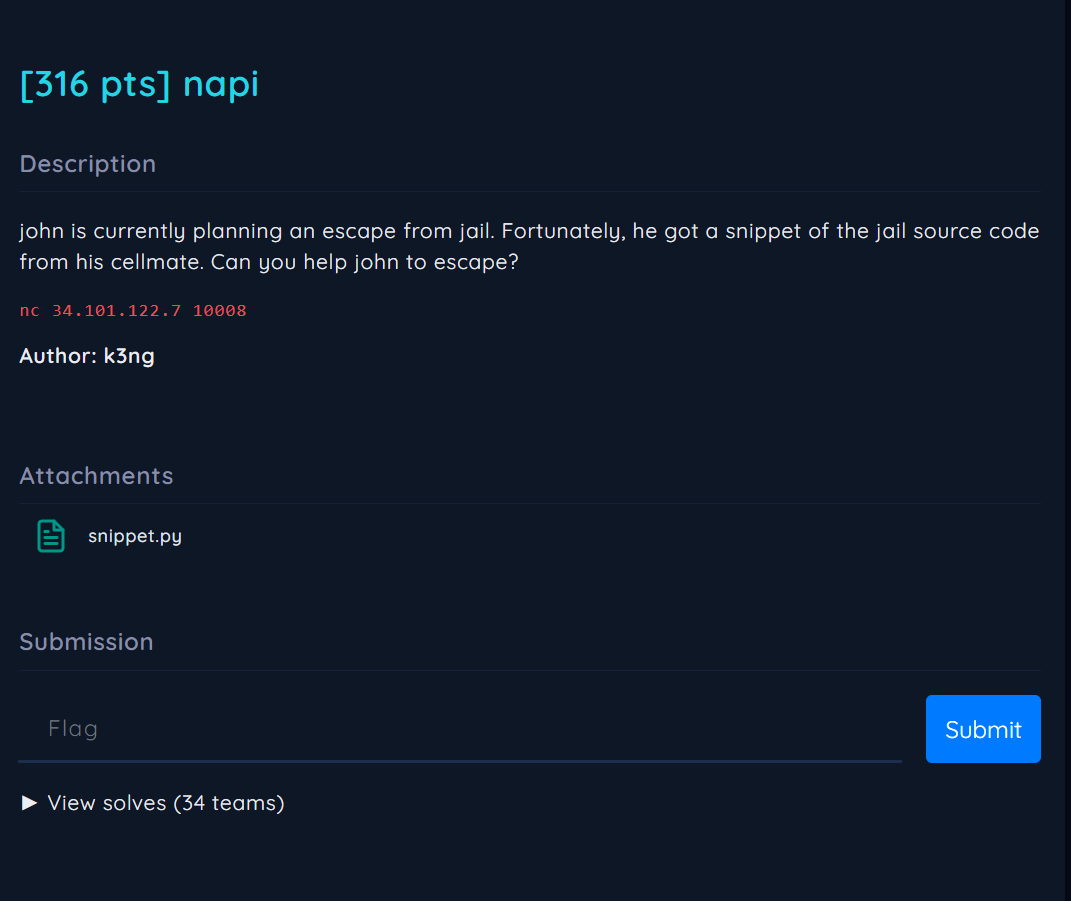 [316 pts] napi
Description
john is currently planning an escape from jail. Fortunately, he got a snippet of the jail source code
from his cellmate. Can you help john to escape?
nc 34.101.122.7 10008
Author: k3ng
Attachments
snippet.py
Submission
Flag
Submit
▶ View solves (34 teams)